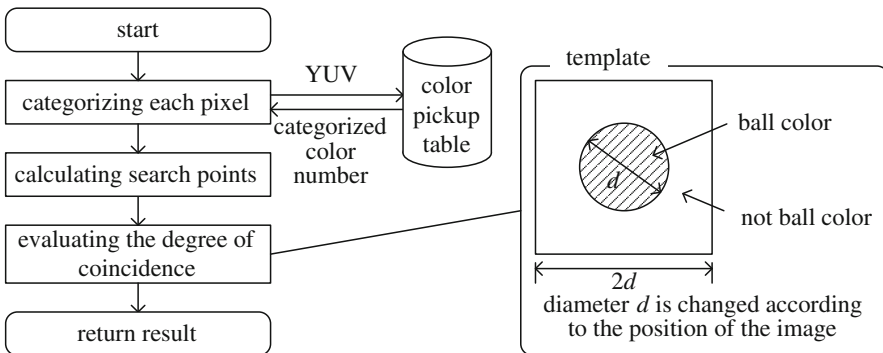 start
categorizing each pixel
calculating search points
evaluating the degree of
coincidence
return result
YUV
categorized
color
number
color
pickup
table
template
ball color
d
not ball color
2d
diameter d is changed according
to the position of the image